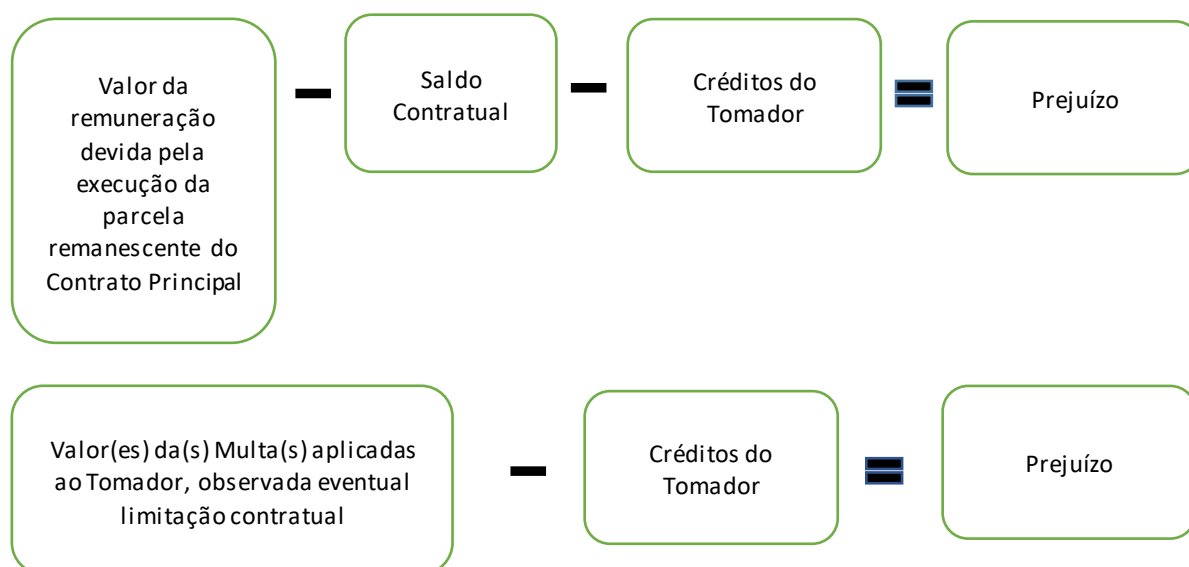 Valor da
remuneração
devida pela
execução da
parcela
remanescente do
Contrato Principal
Saldo
Contratual
Créditos do
Tomador
Prejuízo
Valor(es) da(s) Multa(s) aplicadas
ao Tomador, observada eventual
limitação contratual
Créditos do
Tomador
Prejuízo